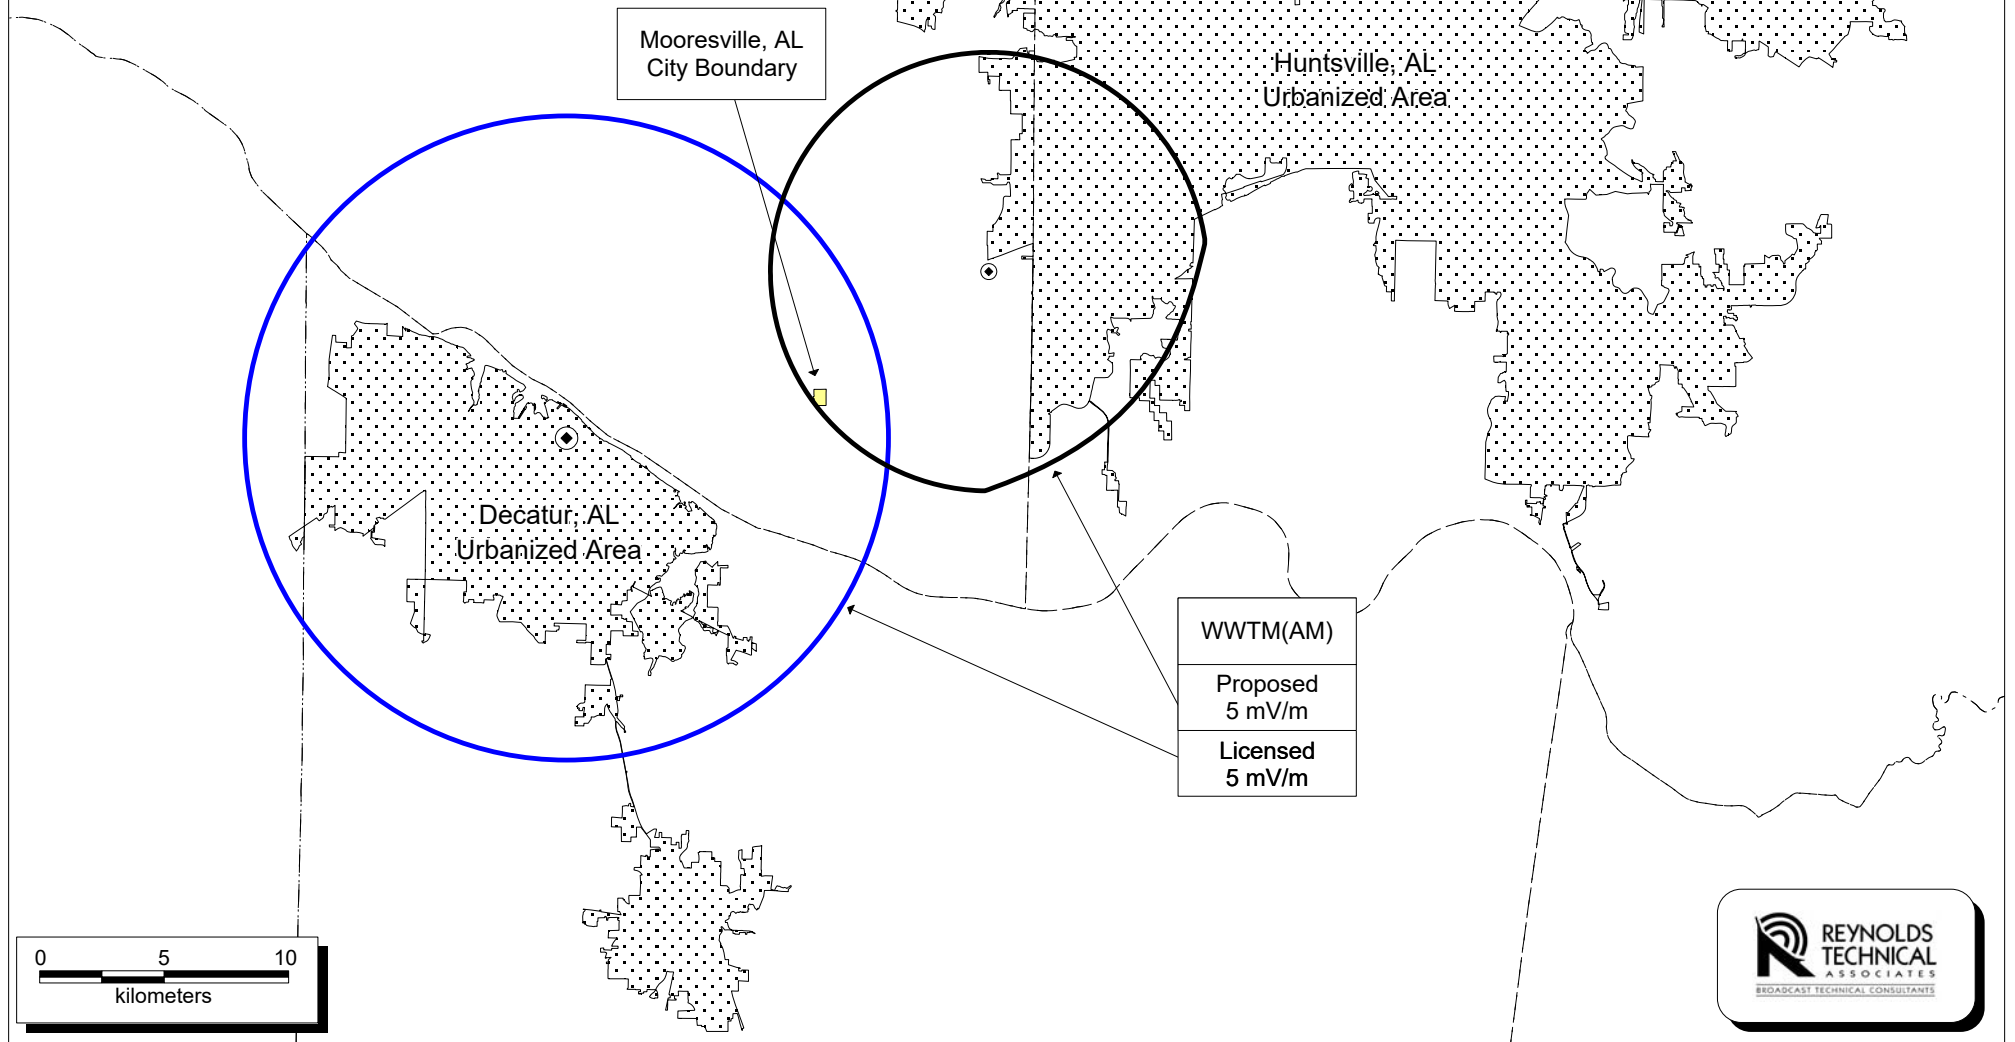 Mooresville, AL
City Boundary
Huntsville, AL
Urbanized Area
Decatur, AL
Urbanized Area
WWTM(AM)
Proposed
5 mV/m
Licensed
5 mV/m
0 5 10
kilometers
REYNOLDS
TECHNICAL
ASSOCIATES
BROADCAST TECHNICAL CONSULTANTS